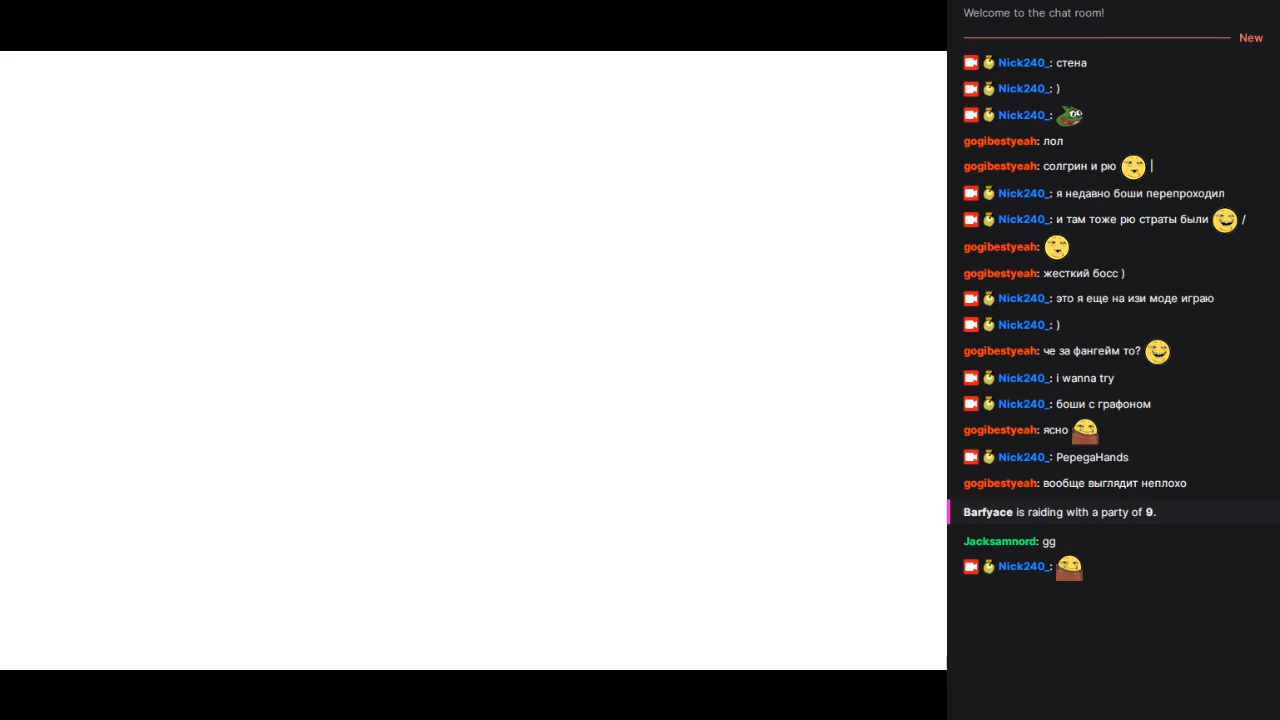 Welcome to the chat room!
New
Nick240_: стена
Nick240_: )
Nick240_:
gogibestyeah: лол
gogibestyeah: солгрин и рю |
Nick240_: я недавно боши перепроходил
Nick240_: и там тоже рю страты были /
gogibestyeah:
gogibestyeah: жесткий босс )
Nick240_: это я еще на изи моде играю
Nick240_: )
gogibestyeah: че за фангейм то?
Nick240_: i wanna try
Nick240_: боши с графоном
gogibestyeah: ясно
Nick240_: PepegaHands
gogibestyeah: вообще выглядит неплохо
Barfyace is raiding with a party of 9.
Jacksamnord: gg
Nick240_: